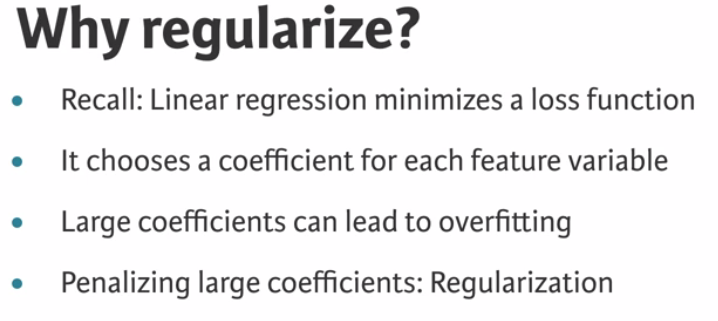 Why regularize?
• Recall: Linear regression minimizes a loss function
• It chooses a coefficient for each feature variable
• Large coefficients can lead to overfitting
• Penalizing large coefficients: Regularization